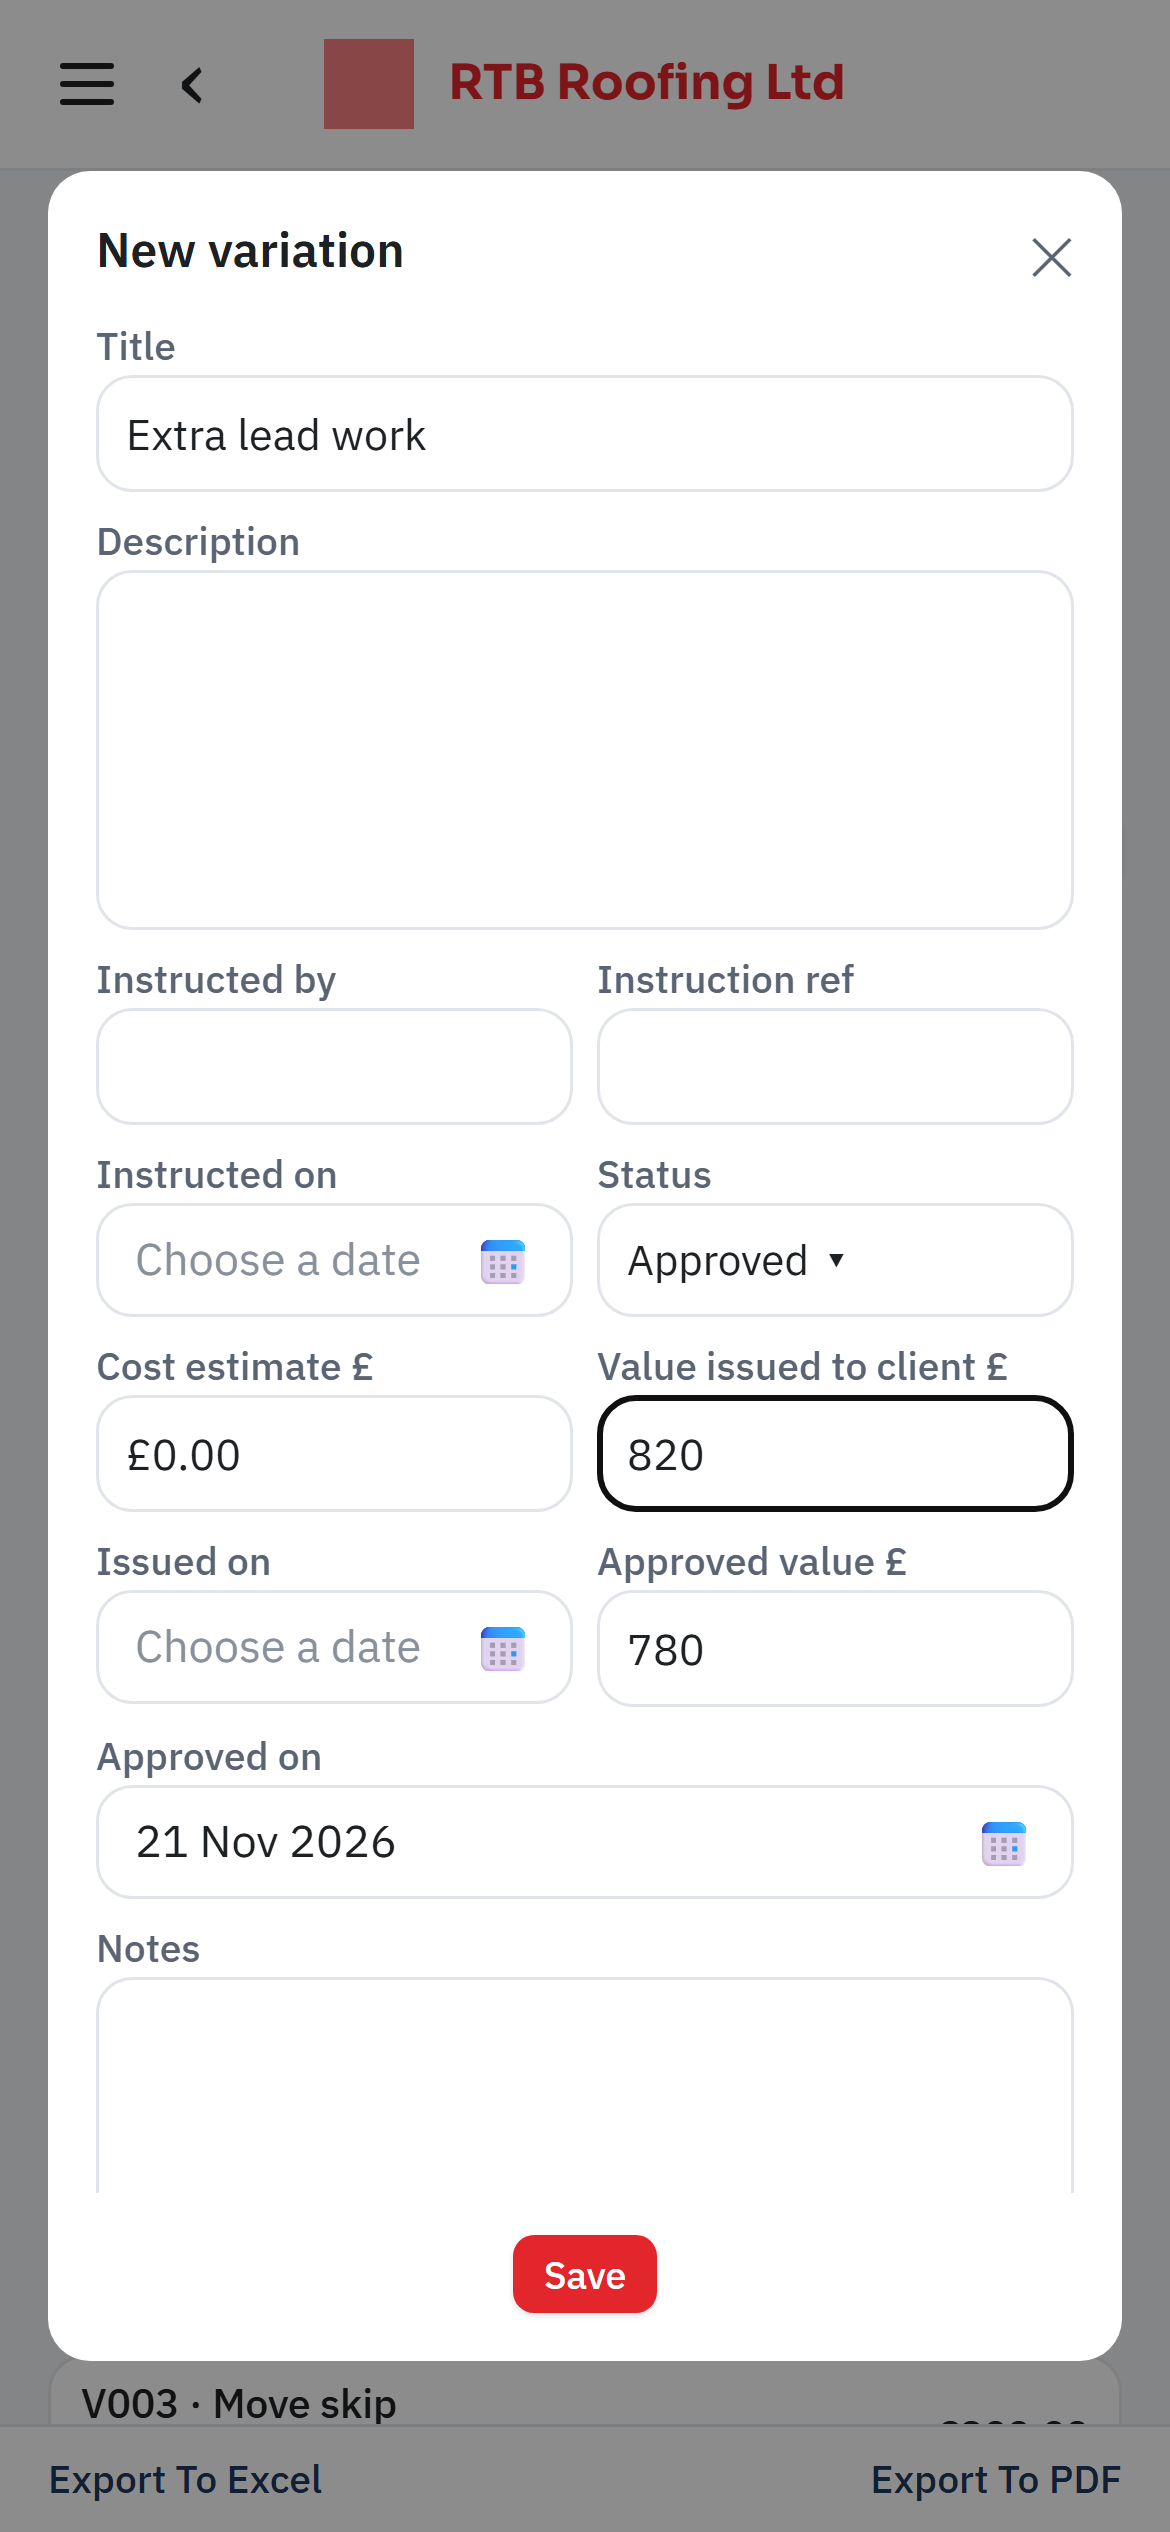 RTB Roofing Ltd
New variation
Title
Extra lead work
Description
Instructed by
Instruction ref
Instructed on
Status
Choose a date
Approved
Cost estimate £
Value issued to client £
£0.00
820
Issued on
Approved value £
Choose a date
780
Approved on
21 Nov 2026
Notes
Save
V003 · Move skip
Export To Excel
Export To PDF